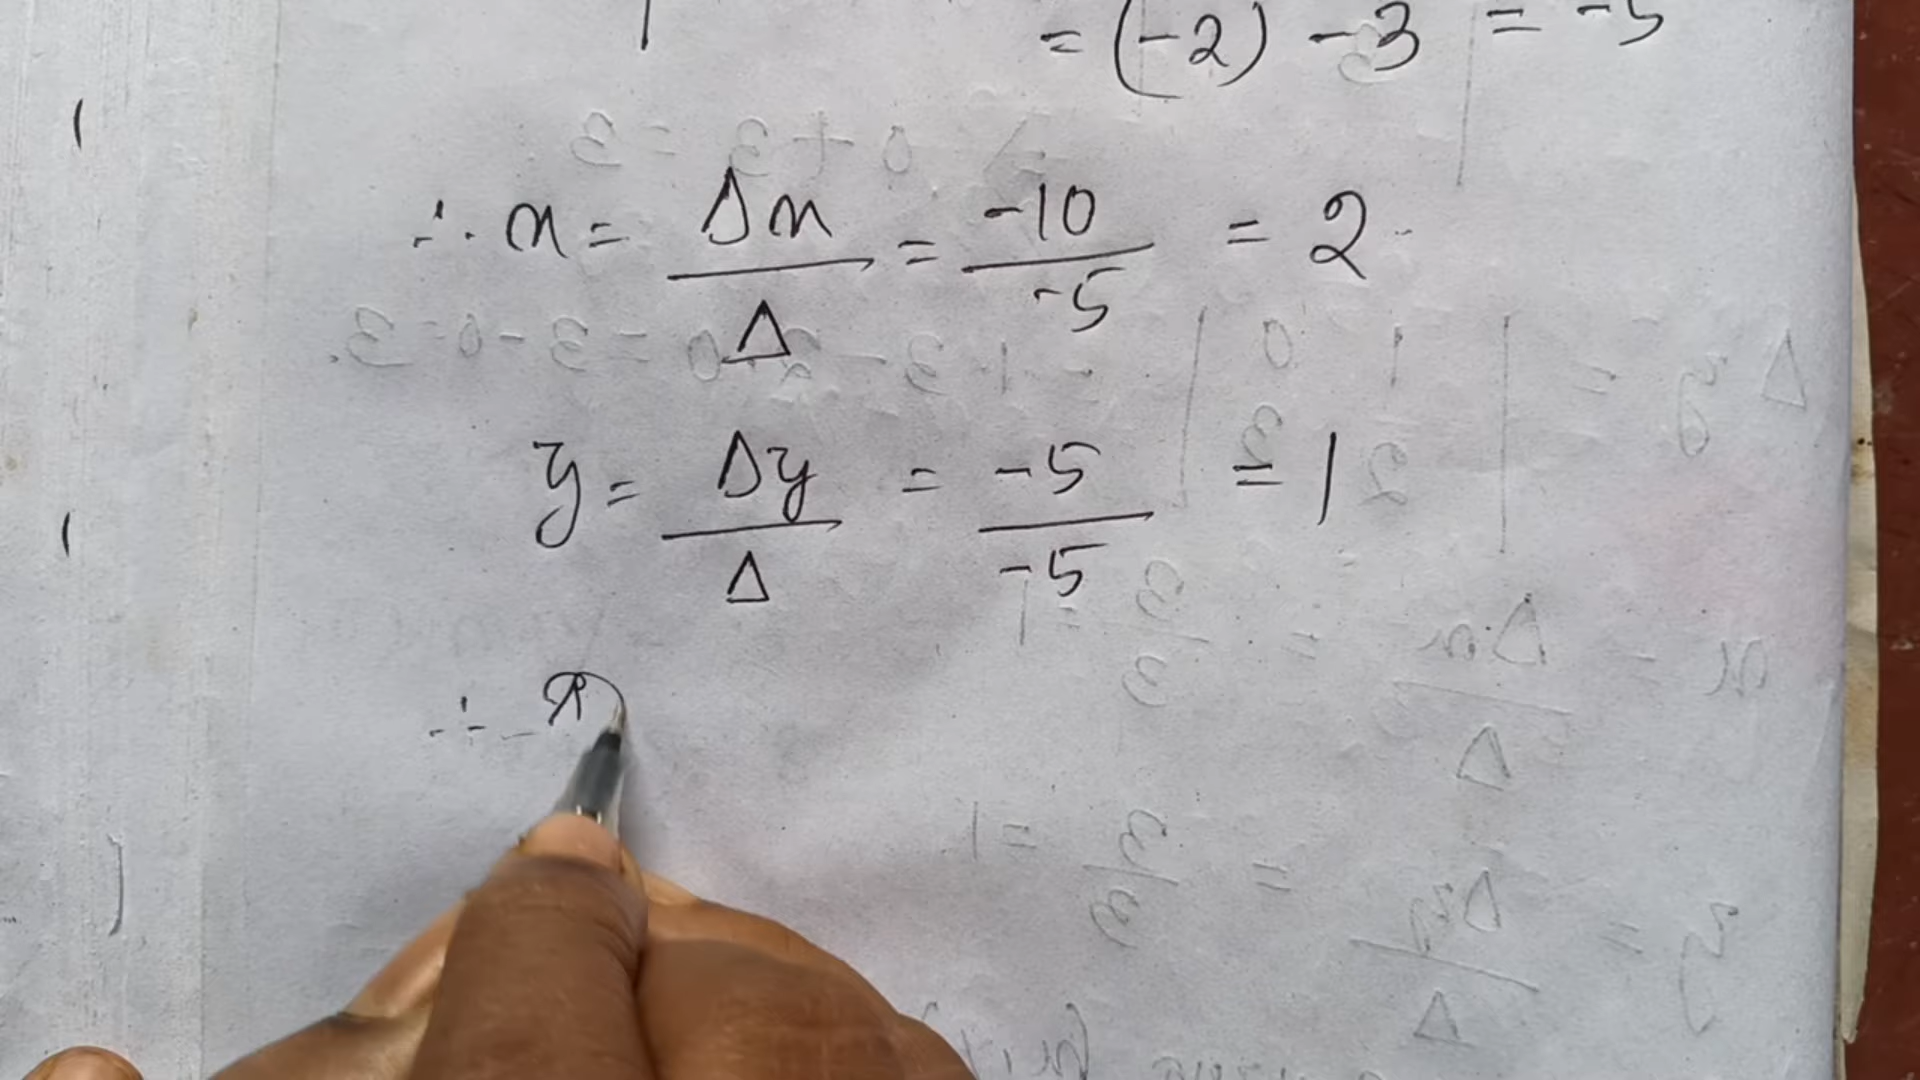 = (-2) - 3 = -5
∴ x = Δx/Δ = -10/-5 = 2
y = Δy/Δ = -5/-5 = 1
∴